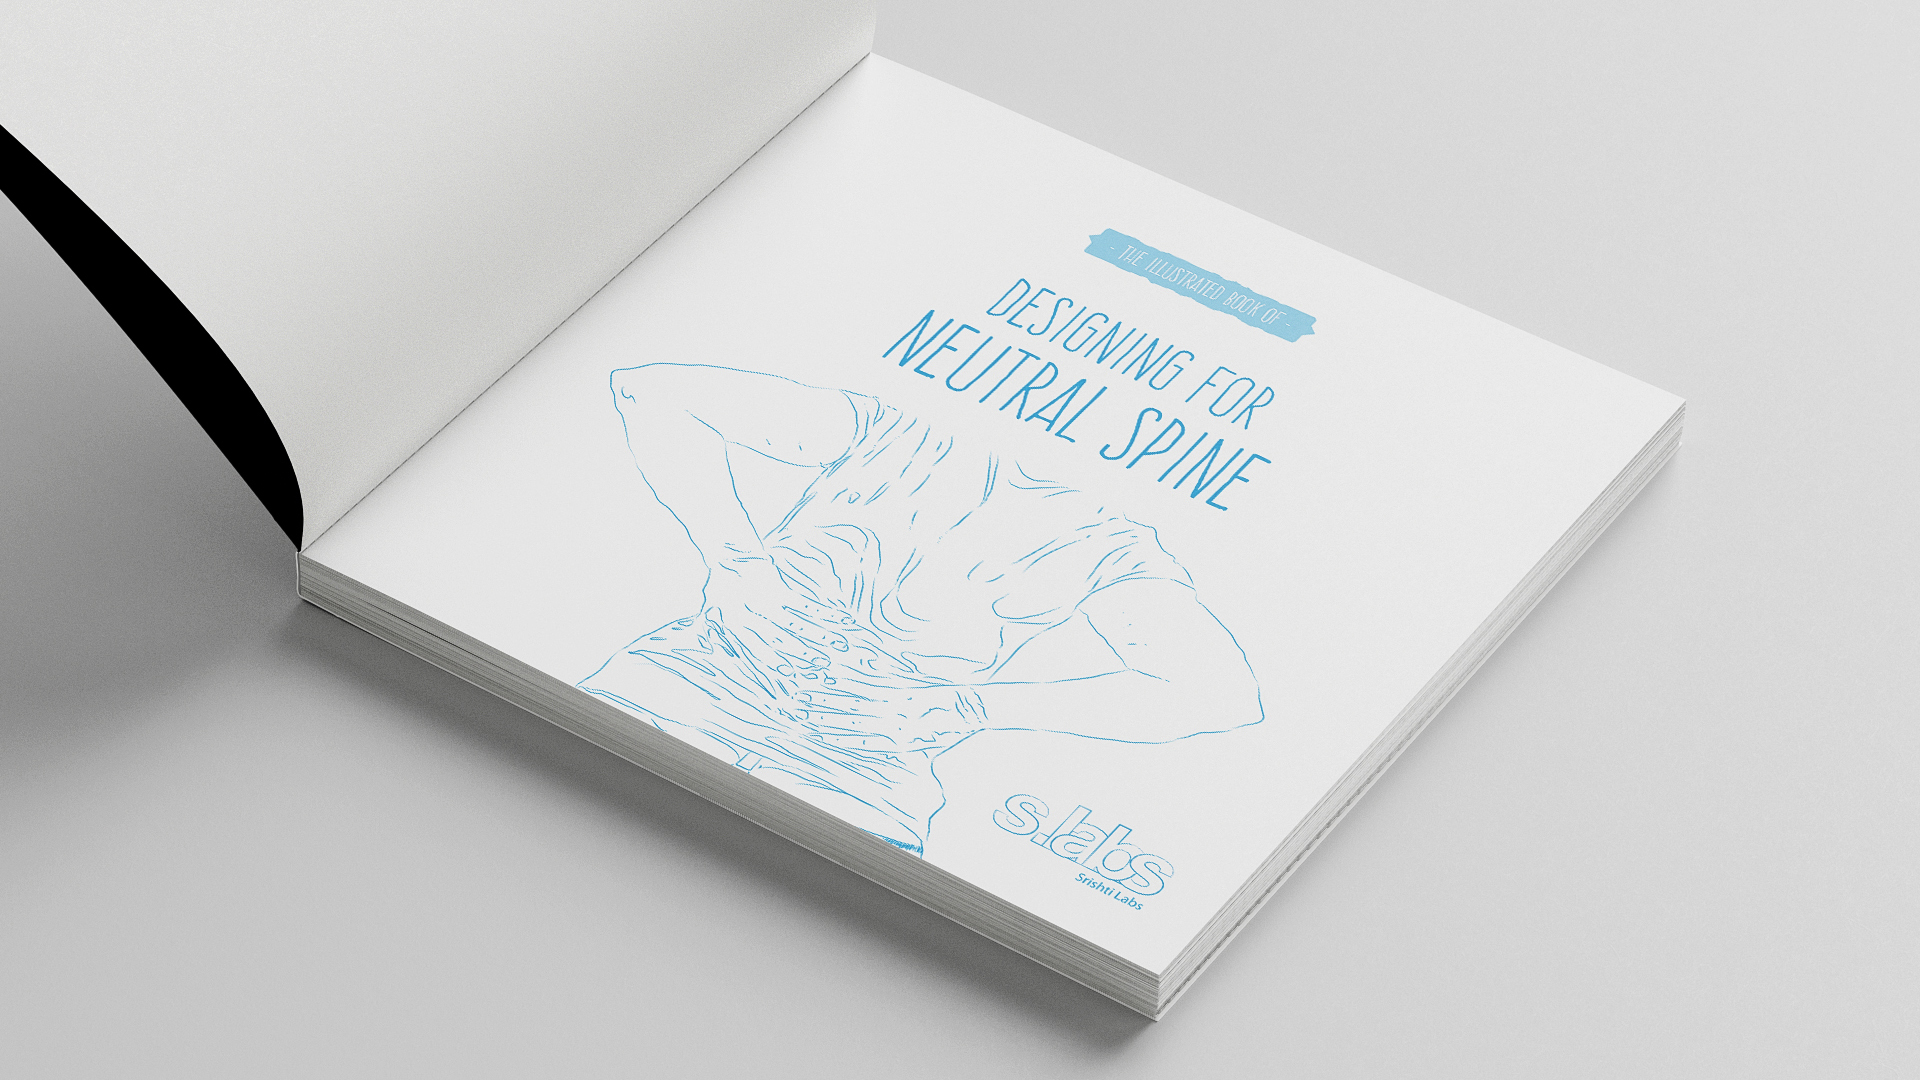 - THE ILLUSTRATED BOOK OF -
DESIGNING FOR
NEUTRAL SPINE
s.labs
Srishti Labs